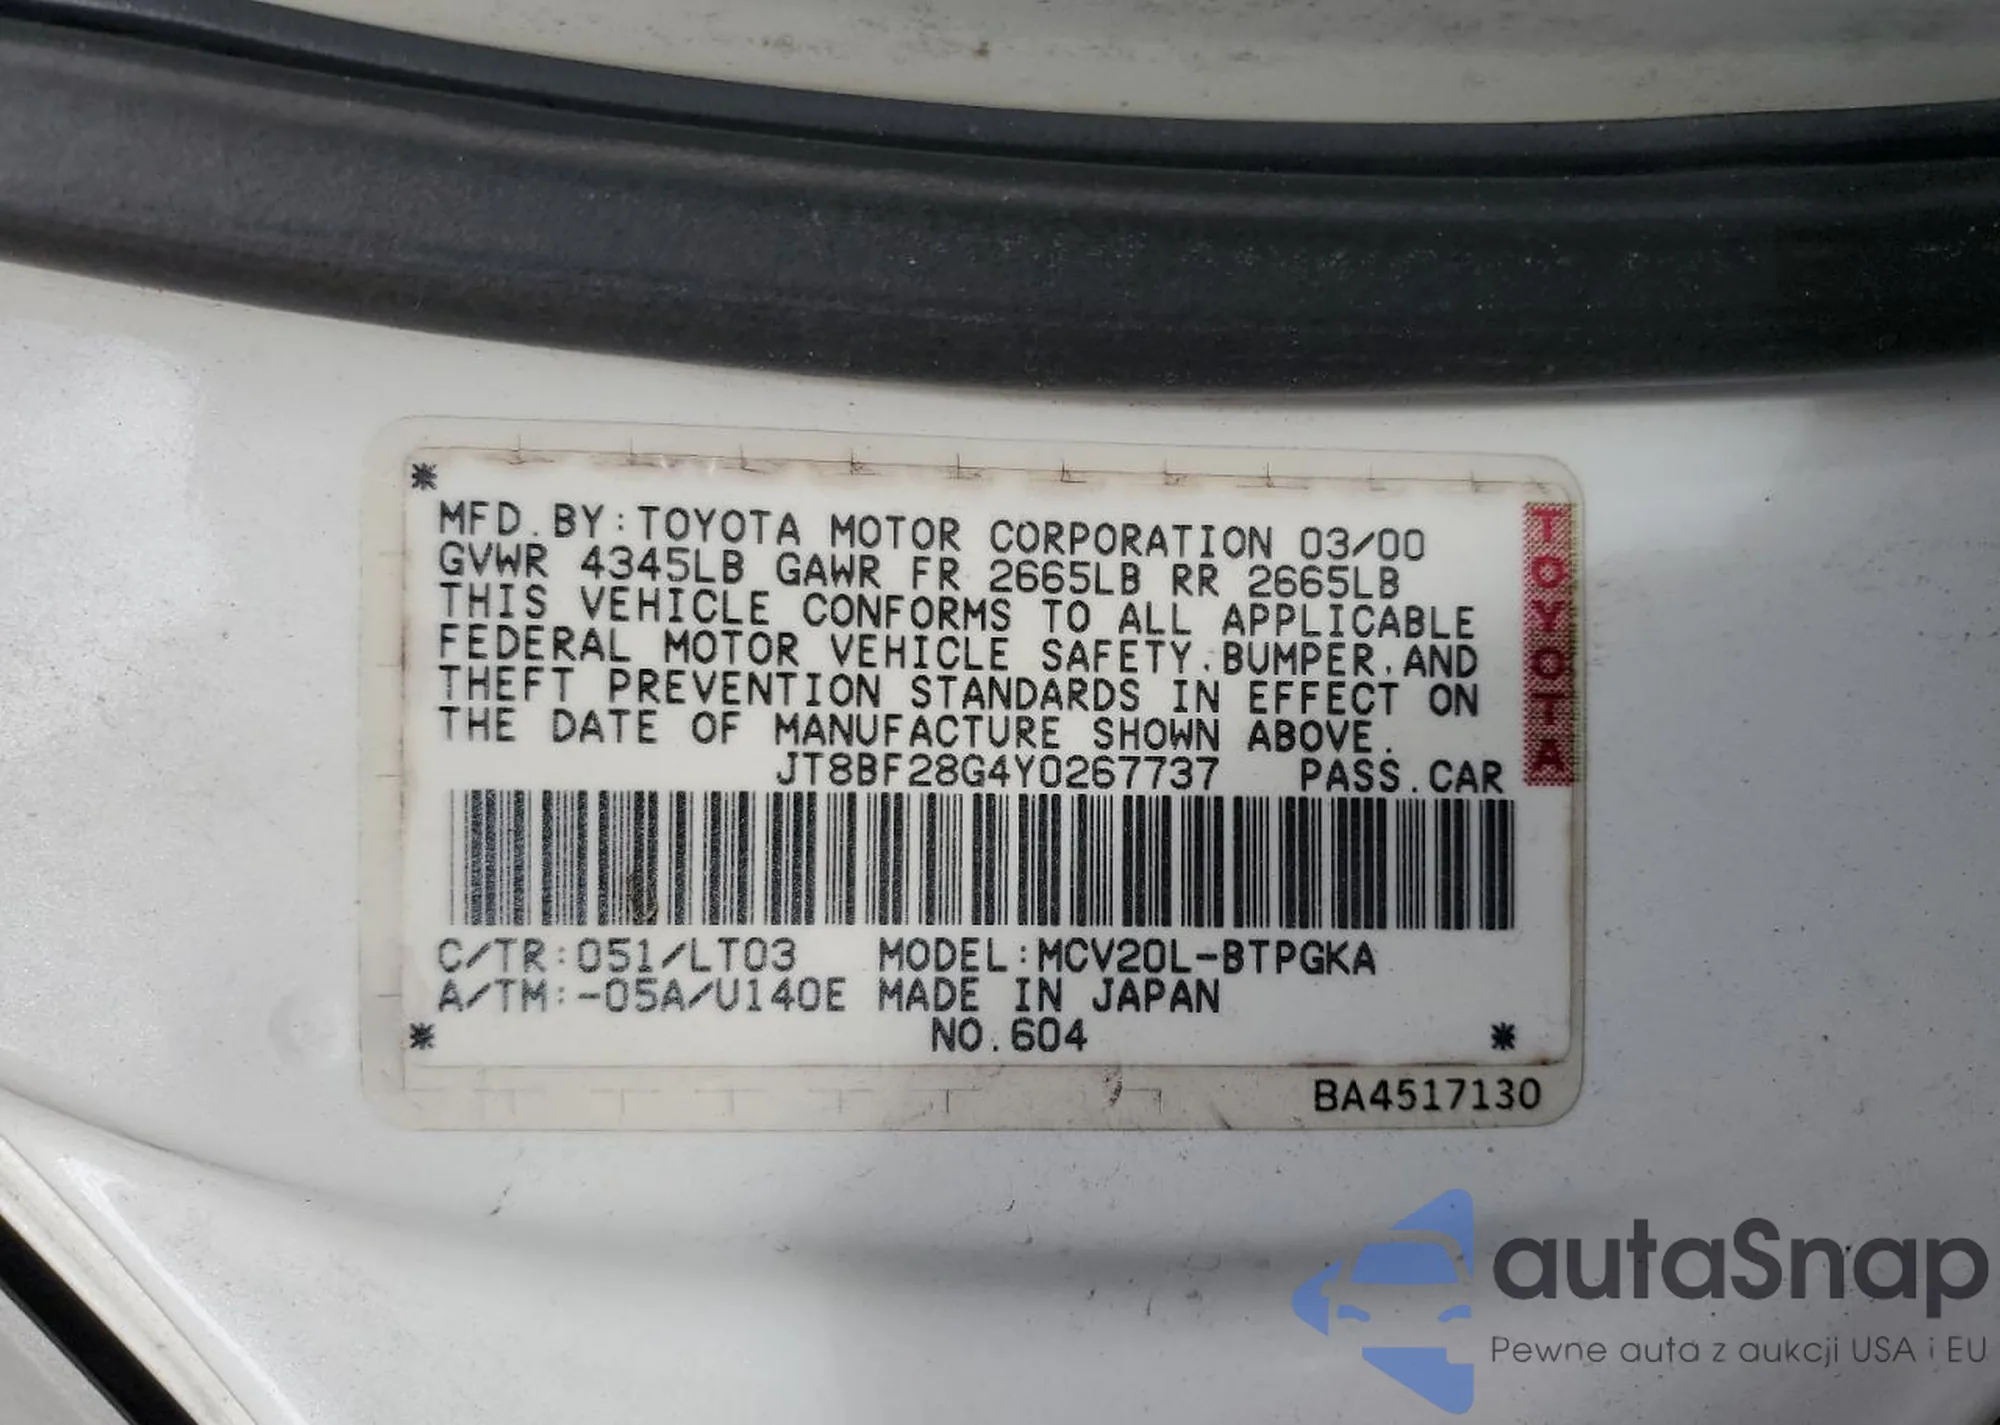 *
MFD. BY: TOYOTA MOTOR CORPORATION 03/00
GVWR 4345LB GAWR FR 2665LB RR 2665LB
THIS VEHICLE CONFORMS TO ALL APPLICABLE
FEDERAL MOTOR VEHICLE SAFETY, BUMPER, AND
THEFT PREVENTION STANDARDS IN EFFECT ON
THE DATE OF MANUFACTURE SHOWN ABOVE.
JT8BF28G4Y0267737 PASS. CAR
TOYOTA
C/TR: 051/LT03 MODEL: MCV20L-BTPGKA
A/TM: -05A/U140E MADE IN JAPAN
* NO. 604 *
BA4517130
autaSnap
Pewne auta z aukcji USA i EU